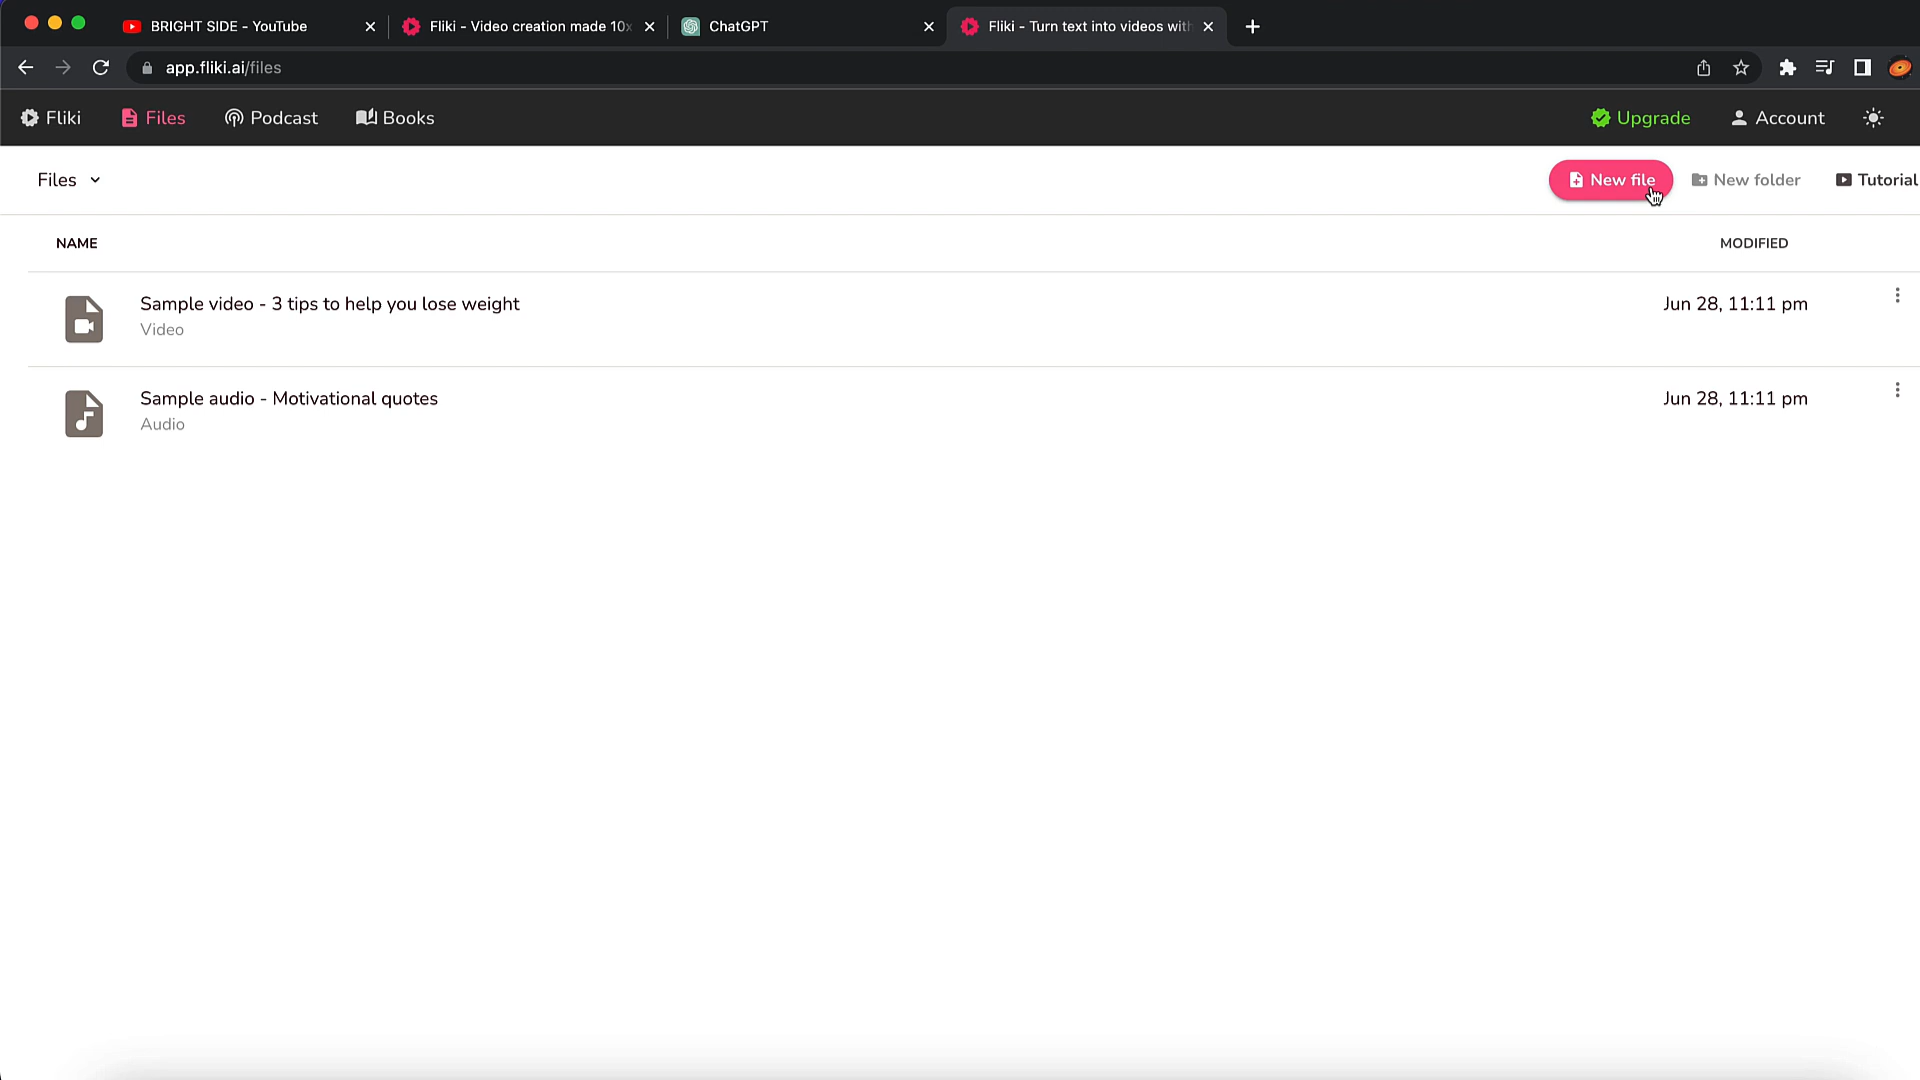 BRIGHT SIDE - YouTube
Fliki - Video creation made 10x
ChatGPT
Fliki - Turn text into videos with
app.fliki.ai/files
Fliki
Files
Podcast
Books
Upgrade
Account
Files
New file
New folder
Tutorial
NAME
MODIFIED
Sample video - 3 tips to help you lose weight
Jun 28, 11:11 pm
Video
Sample audio - Motivational quotes
Jun 28, 11:11 pm
Audio